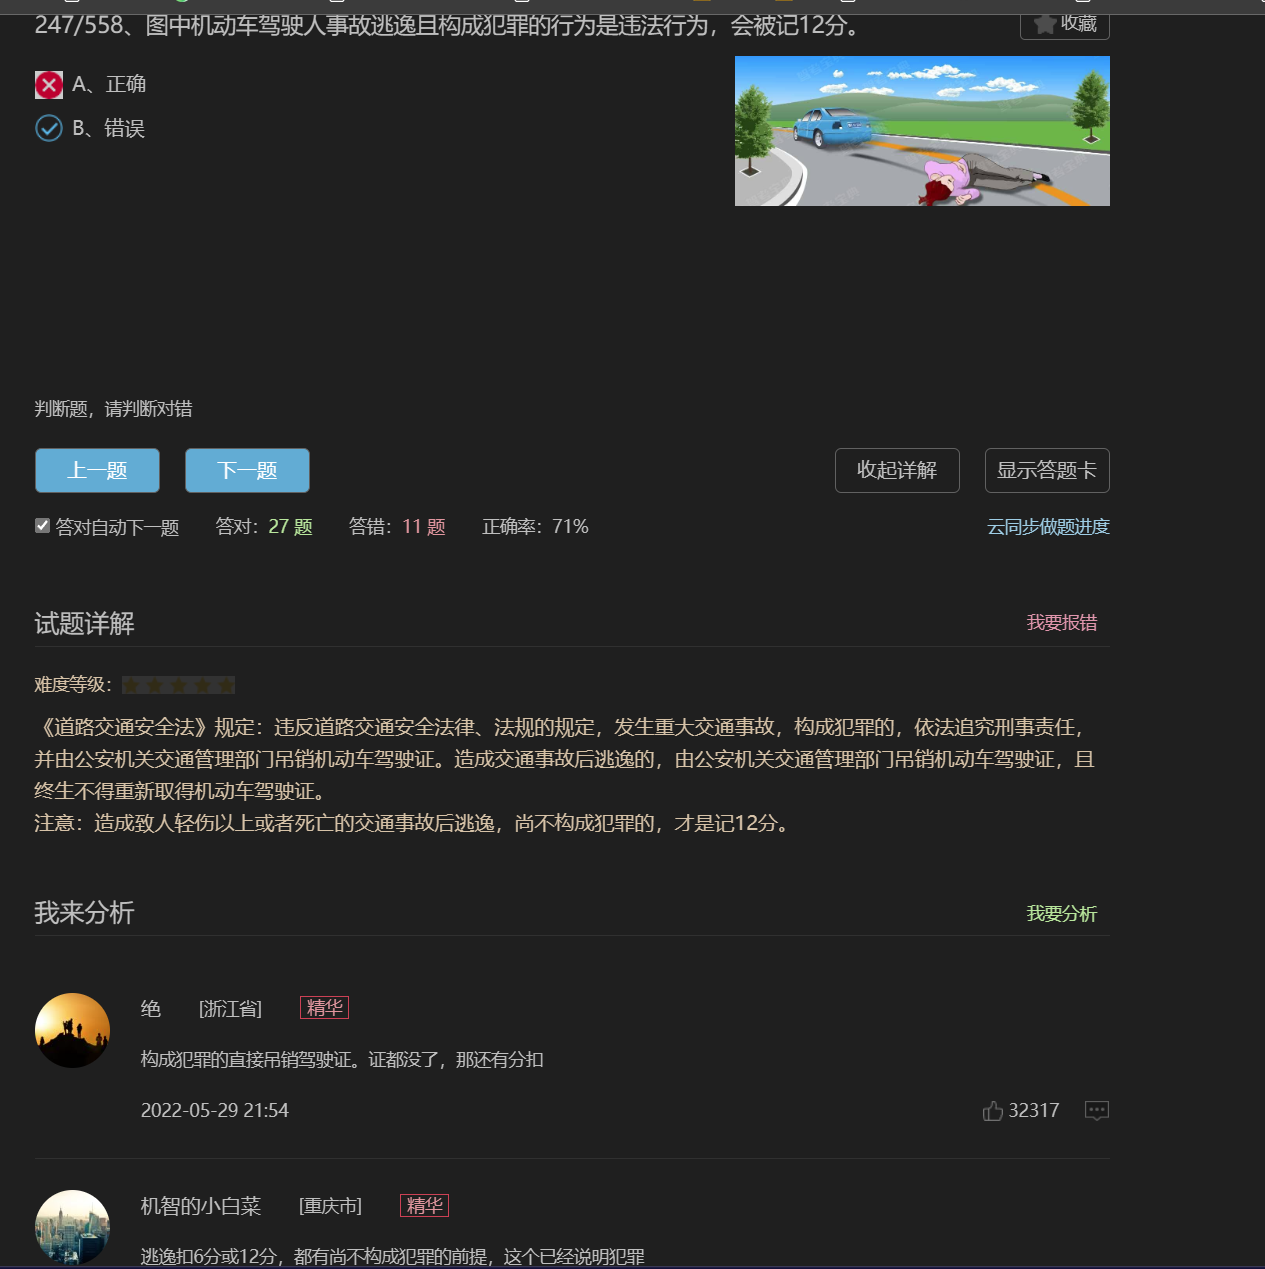 247/558、图中机动车驾驶人事故逃逸且构成犯罪的行为是违法行为，会被记12分。
收藏
A、正确
B、错误
判断题，请判断对错
上一题
下一题
收起详解
显示答题卡
答对自动下一题 答对：27 题 答错：11 题 正确率：71%
云同步做题进度
试题详解
我要报错
难度等级：
《道路交通安全法》规定：违反道路交通安全法律、法规的规定，发生重大交通事故，构成犯罪的，依法追究刑事责任，
并由公安机关交通管理部门吊销机动车驾驶证。造成交通事故后逃逸的，由公安机关交通管理部门吊销机动车驾驶证，且
终生不得重新取得机动车驾驶证。
注意：造成致人轻伤以上或者死亡的交通事故后逃逸，尚不构成犯罪的，才是记12分。
我来分析
我要分析
绝 [浙江省] 精华
构成犯罪的直接吊销驾驶证。证都没了，那还有分扣
2022-05-29 21:54
32317
机智的小白菜 [重庆市] 精华
逃逸扣6分或12分，都有尚不构成犯罪的前提，这个已经说明犯罪